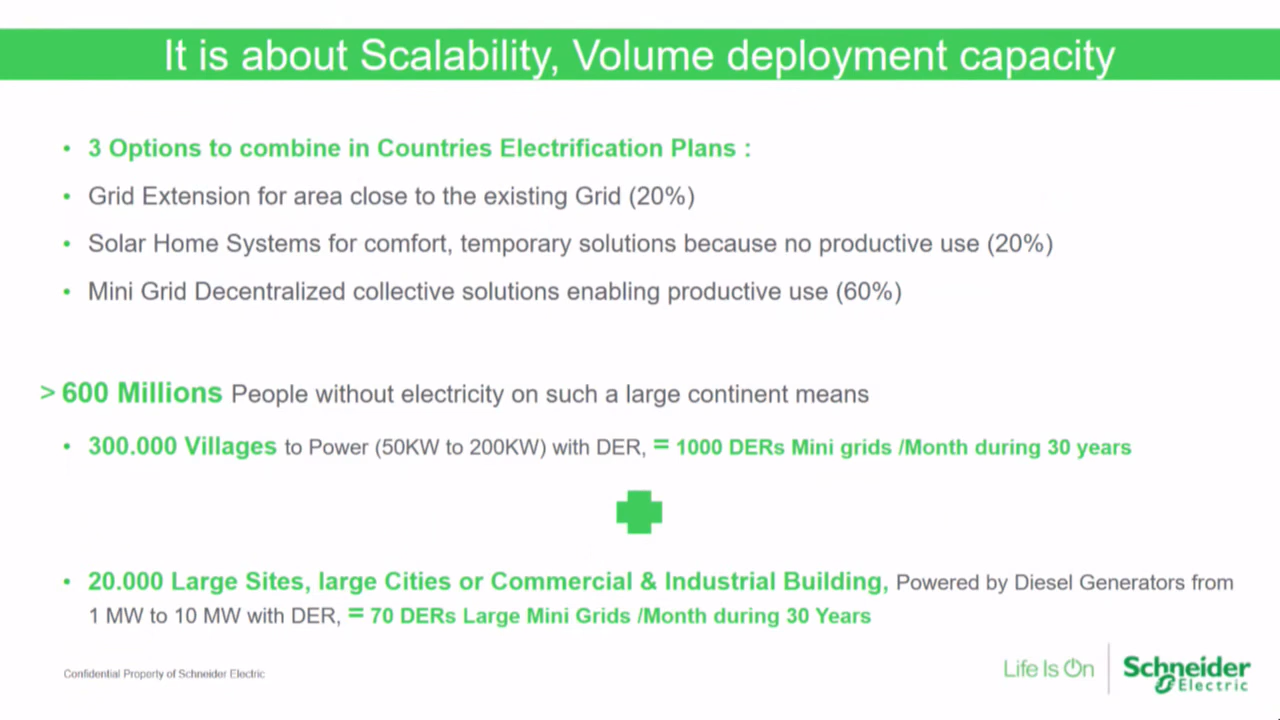 It is about Scalability, Volume deployment capacity
• 3 Options to combine in Countries Electrification Plans :
• Grid Extension for area close to the existing Grid (20%)
• Solar Home Systems for comfort, temporary solutions because no productive use (20%)
• Mini Grid Decentralized collective solutions enabling productive use (60%)
> 600 Millions People without electricity on such a large continent means
• 300.000 Villages to Power (50KW to 200KW) with DER, = 1000 DERs Mini grids /Month during 30 years
• 20.000 Large Sites, large Cities or Commercial & Industrial Building, Powered by Diesel Generators from
1 MW to 10 MW with DER, = 70 DERs Large Mini Grids /Month during 30 Years
Confidential Property of Schneider Electric
Life Is On
Schneider
Electric